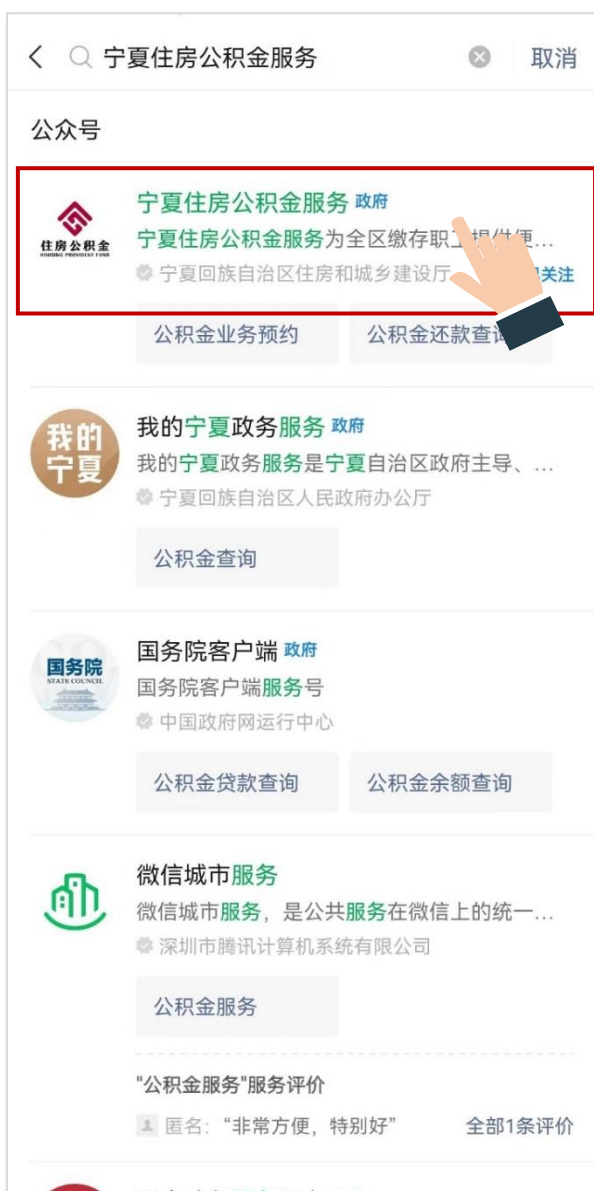 宁夏住房公积金服务
取消
公众号
宁夏住房公积金服务 政府
宁夏住房公积金服务为全区缴存职工提供便...
宁夏回族自治区住房和城乡建设厅
关注
住房公积金
HOUSING PROVIDENT FUND
公积金业务预约
公积金还款查询
我的宁夏
我的宁夏政务服务 政府
我的宁夏政务服务是宁夏自治区政府主导、...
宁夏回族自治区人民政府办公厅
公积金查询
国务院
STATE COUNCIL
国务院客户端 政府
国务院客户端服务号
中国政府网运行中心
公积金贷款查询
公积金余额查询
微信城市服务
微信城市服务，是公共服务在微信上的统一...
深圳市腾讯计算机系统有限公司
公积金服务
"公积金服务"服务评价
匿名：“非常方便，特别好”
全部1条评价